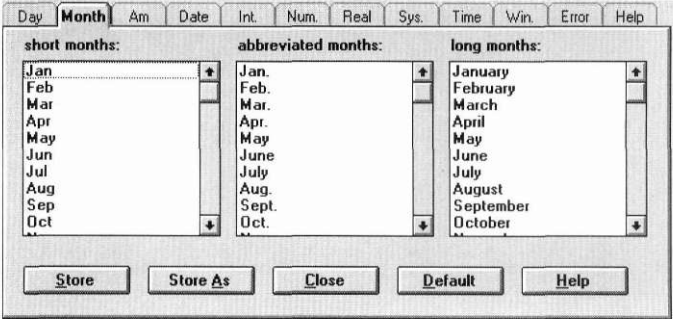 Day Month Am Date Int. Num. Real Sys. Time Win. Error Help
short months: abbreviated months: long months:
Jan Jan. January
Feb Feb. February
Mar Mar. March
Apr Apr. April
May May May
Jun June June
Jul July July
Aug Aug. August
Sep Sept. September
Oct Oct. October
Store Store As Close Default Help